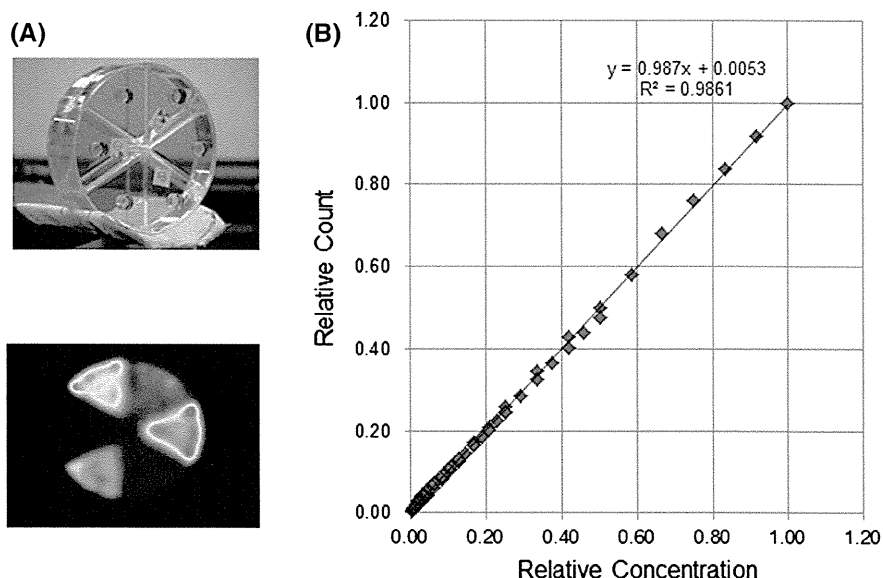 (A)
(B)
1.20
1.00
0.80
0.60
0.40
0.20
0.00
Relative Count
y = 0.987x + 0.0053
R² = 0.9861
0.00 0.20 0.40 0.60 0.80 1.00 1.20
Relative Concentration